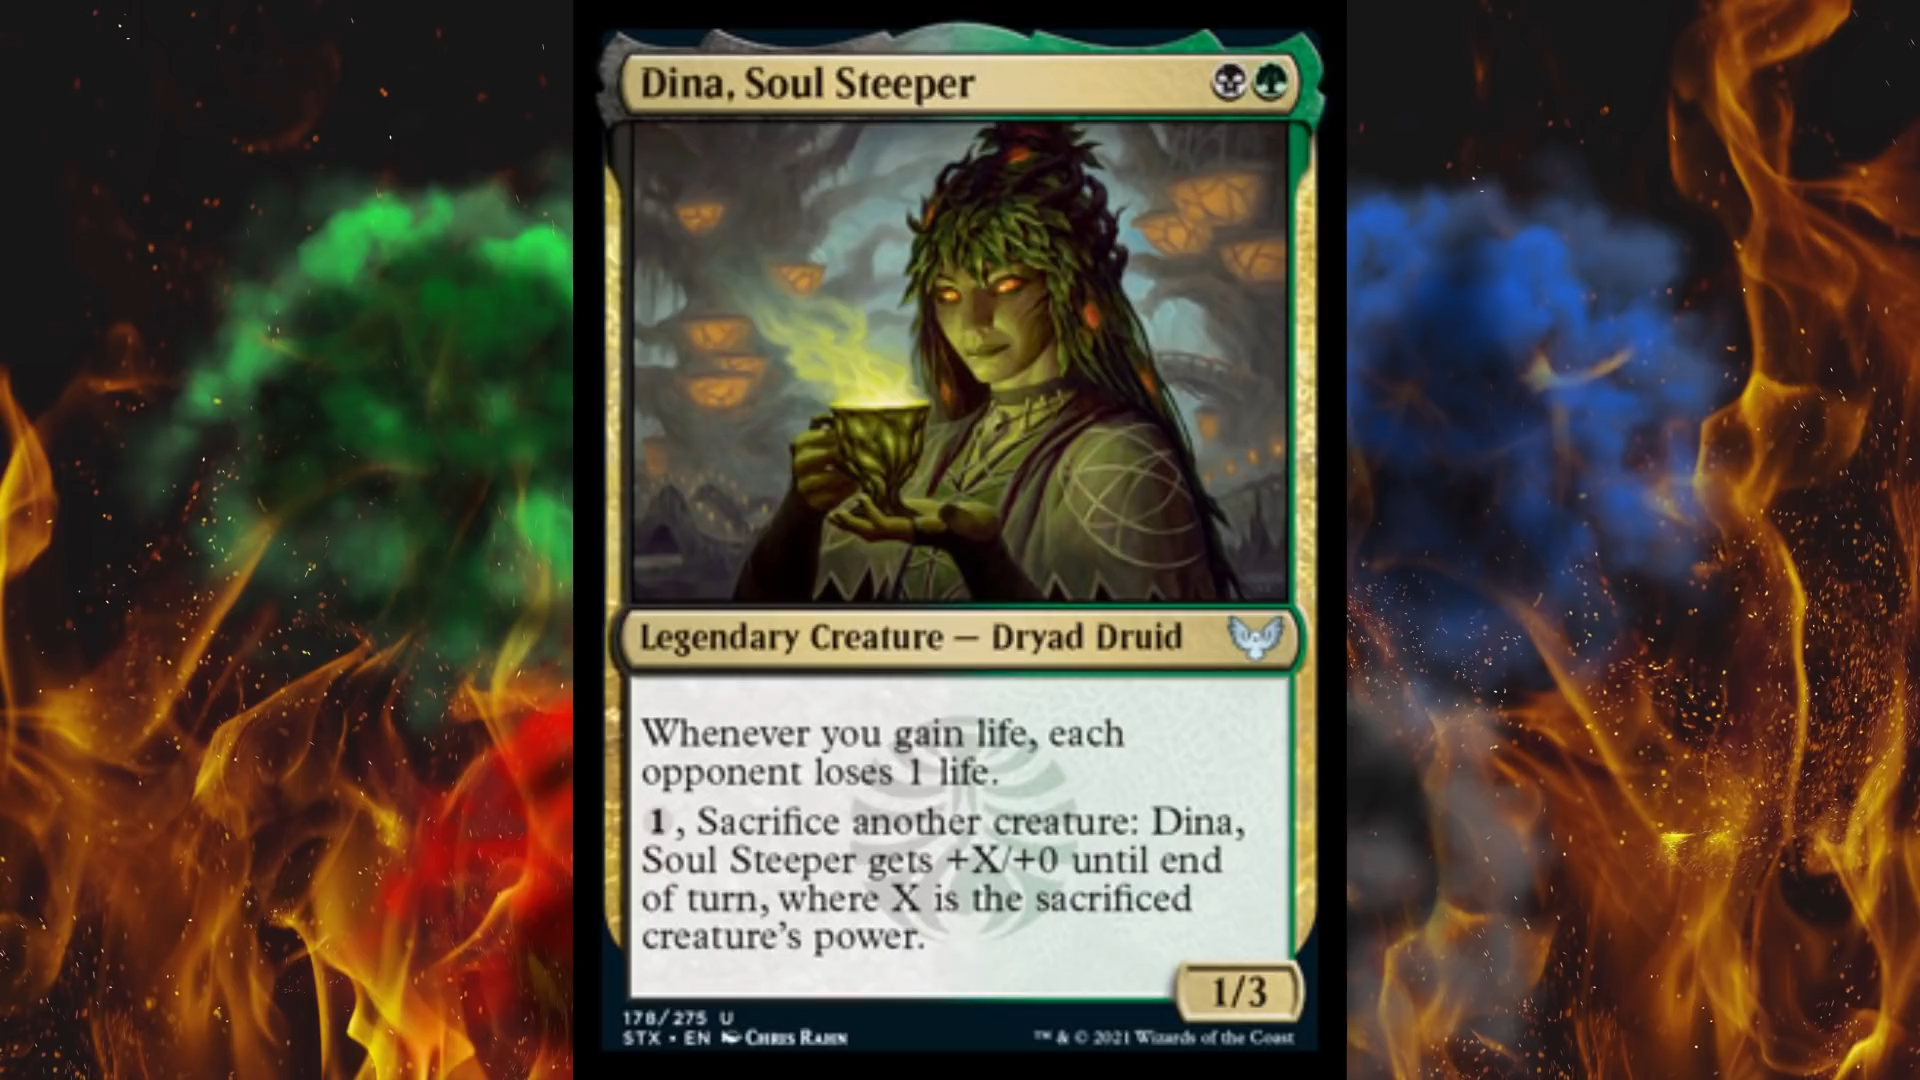 Dina, Soul Steeper
Legendary Creature — Dryad Druid
Whenever you gain life, each
opponent loses 1 life.
1, Sacrifice another creature: Dina,
Soul Steeper gets +X/+0 until end
of turn, where X is the sacrificed
creature's power.
1/3
178/275 U
STX • EN Chris Rahn
™ & © 2021 Wizards of the Coast